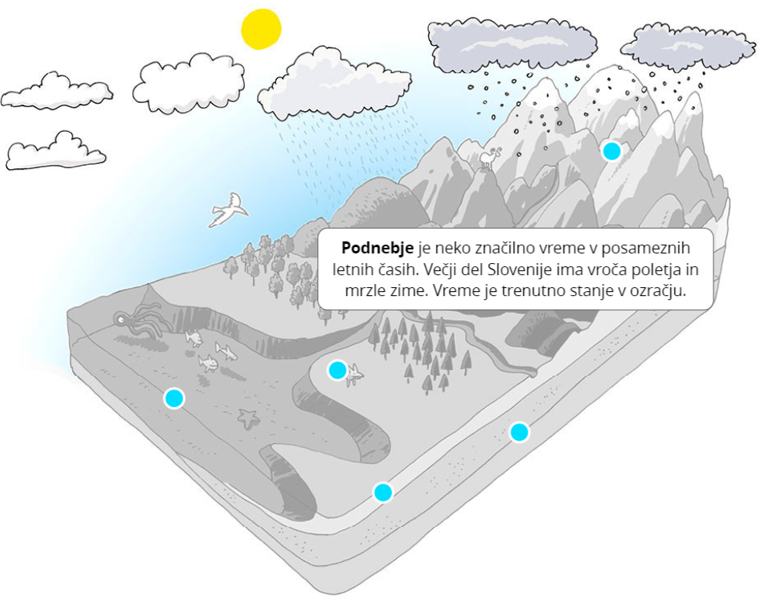 Podnebje je neko značilno vreme v posameznih
letnih časih. Večji del Slovenije ima vroča poletja in
mrzle zime. Vreme je trenutno stanje v ozračju.